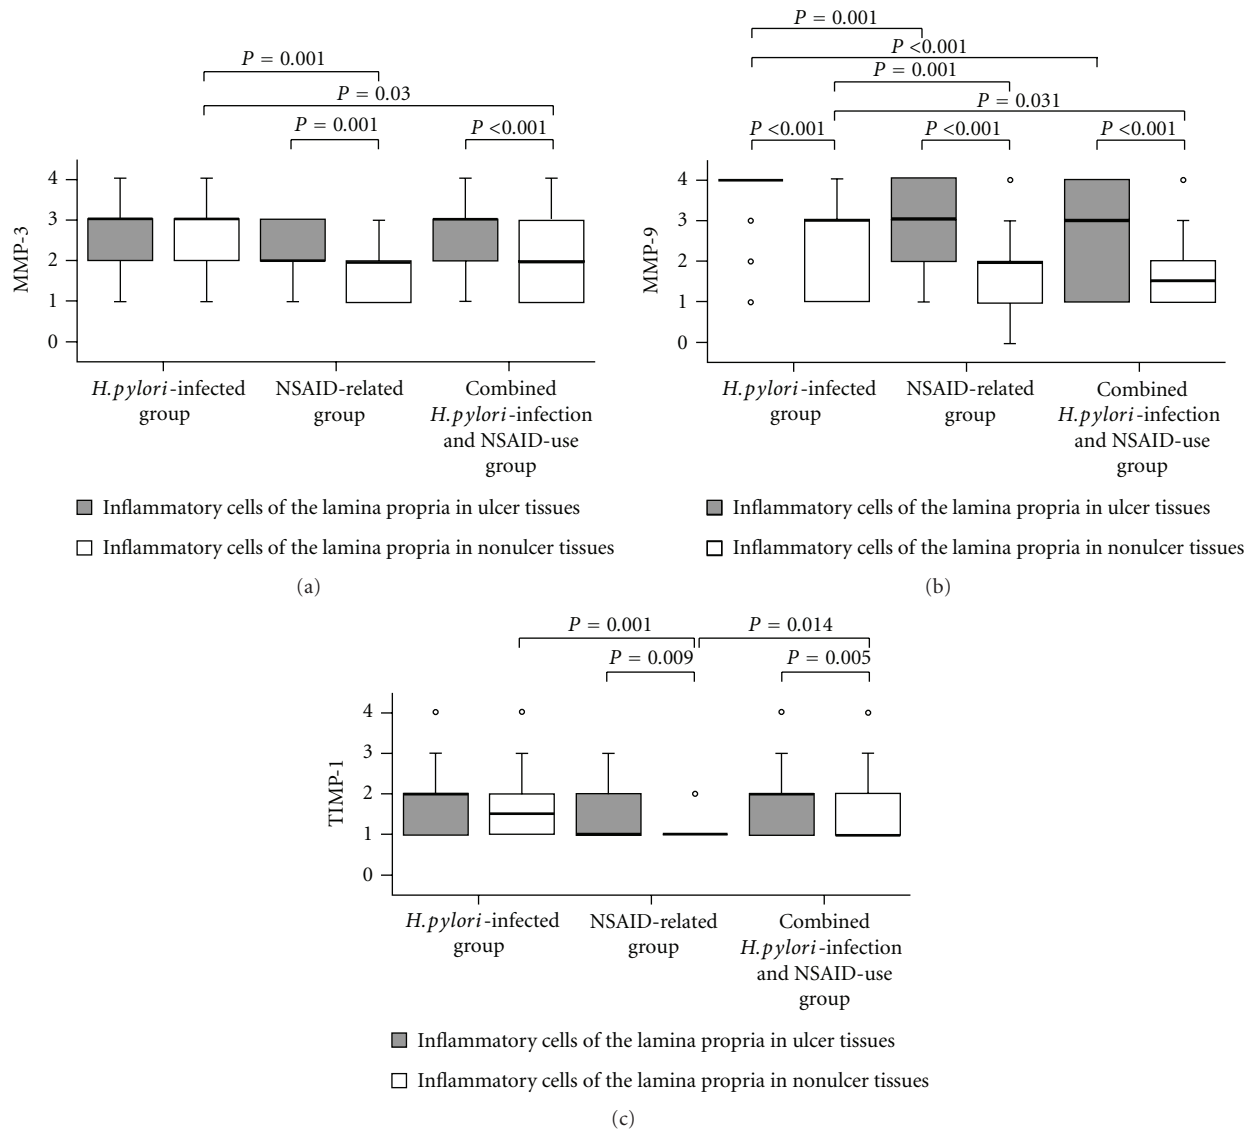 P = 0.001
P = 0.03
P = 0.001
P <0.001
MMP-3
4
3
2
1
0
H.pylori-infected
group
NSAID-related
group
Combined
H.pylori-infection
and NSAID-use
group
Inflammatory cells of the lamina propria in ulcer tissues
Inflammatory cells of the lamina propria in nonulcer tissues
(a)
P = 0.001
P <0.001
P = 0.001
P = 0.031
P <0.001
P <0.001
P <0.001
MMP-9
4
3
2
1
0
H.pylori-infected
group
NSAID-related
group
Combined
H.pylori-infection
and NSAID-use
group
Inflammatory cells of the lamina propria in ulcer tissues
Inflammatory cells of the lamina propria in nonulcer tissues
(b)
P = 0.001
P = 0.014
P = 0.009
P = 0.005
TIMP-1
4
3
2
1
0
H.pylori-infected
group
NSAID-related
group
Combined
H.pylori-infection
and NSAID-use
group
Inflammatory cells of the lamina propria in ulcer tissues
Inflammatory cells of the lamina propria in nonulcer tissues
(c)